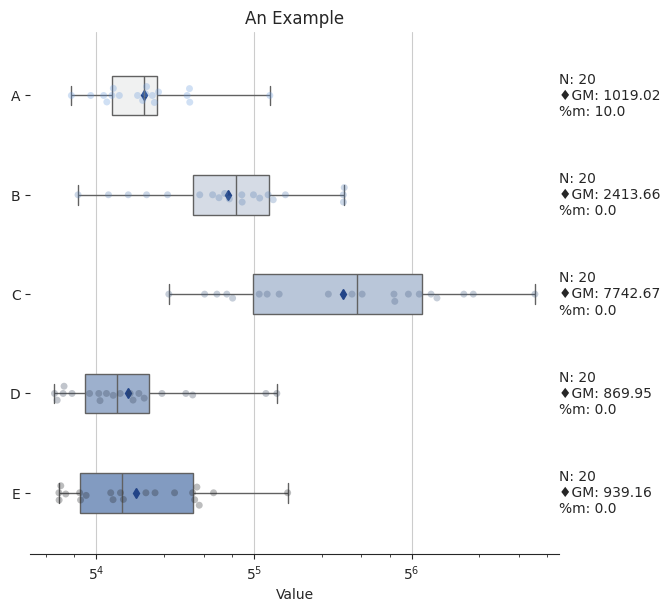 An Example
A
N: 20
♦GM: 1019.02
%m: 10.0
B
N: 20
♦GM: 2413.66
%m: 0.0
C
N: 20
♦GM: 7742.67
%m: 0.0
D
N: 20
♦GM: 869.95
%m: 0.0
E
N: 20
♦GM: 939.16
%m: 0.0
5⁴ 5⁵ 5⁶
Value